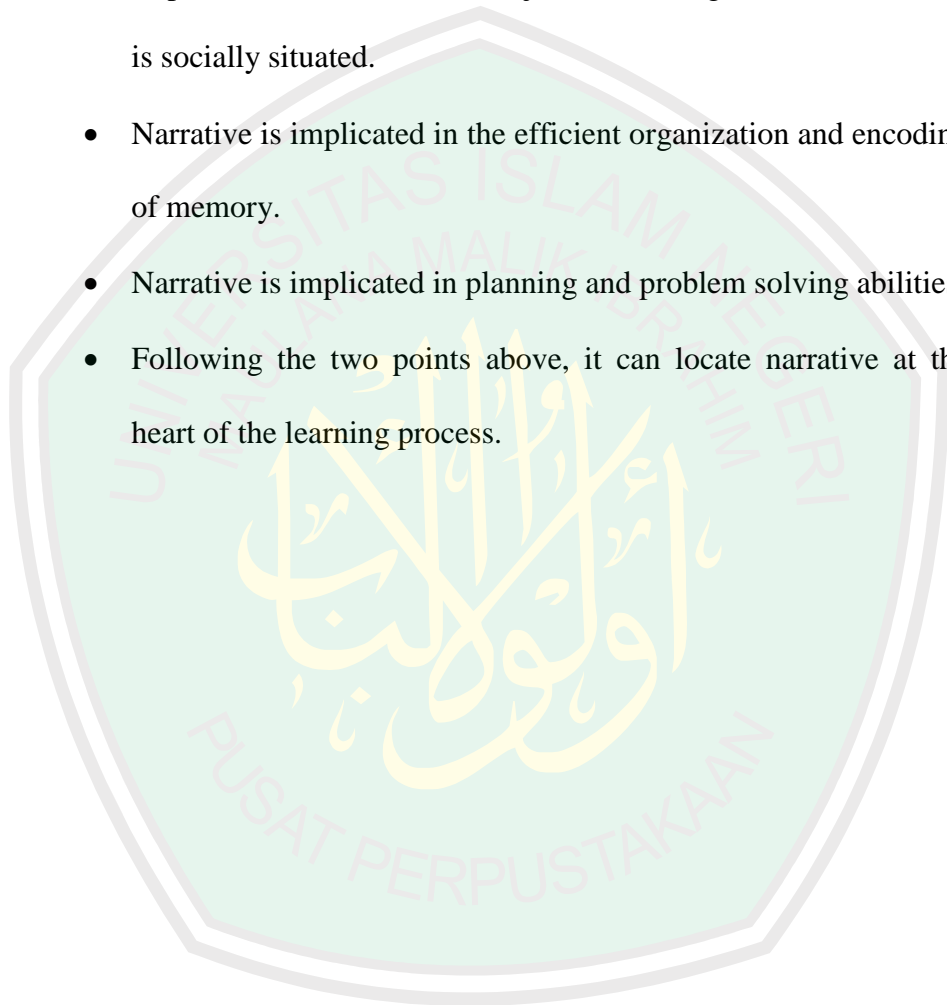 is socially situated.
• Narrative is implicated in the efficient organization and encodin
of memory.
• Narrative is implicated in planning and problem solving abilitie
• Following the two points above, it can locate narrative at th
heart of the learning process.
UNIVERSITAS ISLAM NEGERI
MAULANA MALIK IBRAHIM
أولو الألباب
PUSAT PERPUSTAKAAN